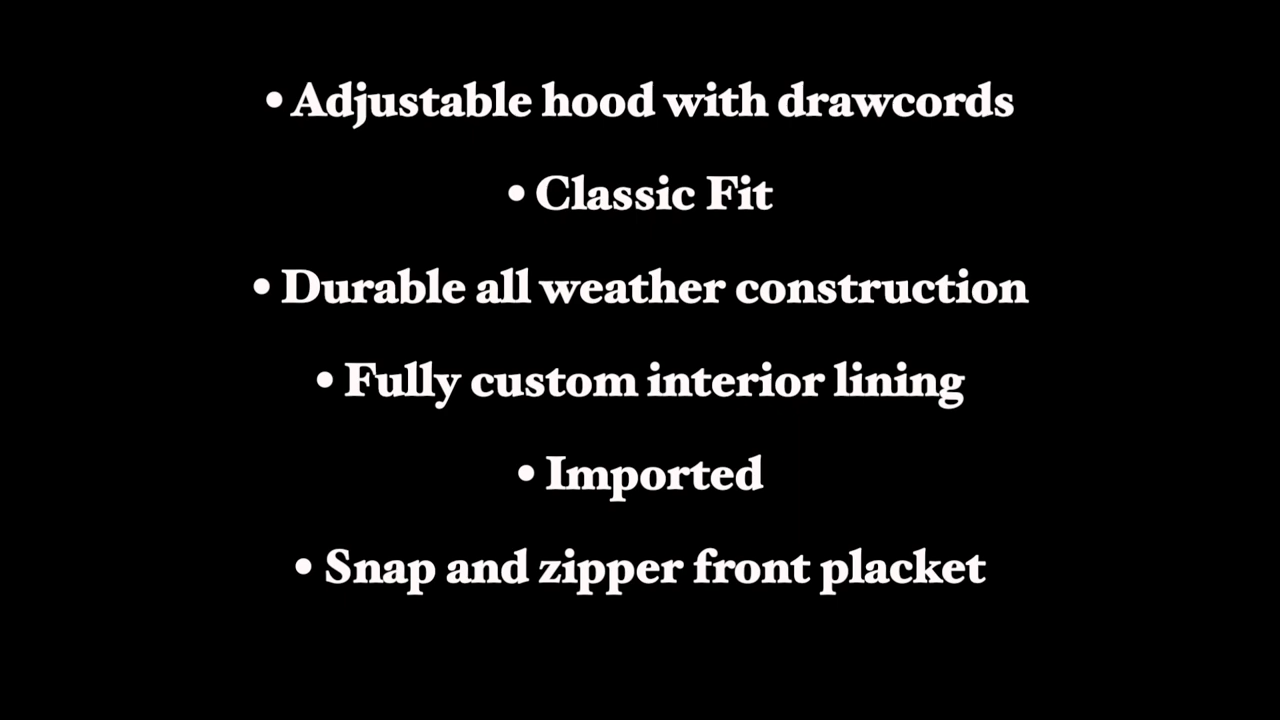 • Adjustable hood with drawcords
• Classic Fit
• Durable all weather construction
• Fully custom interior lining
• Imported
• Snap and zipper front placket